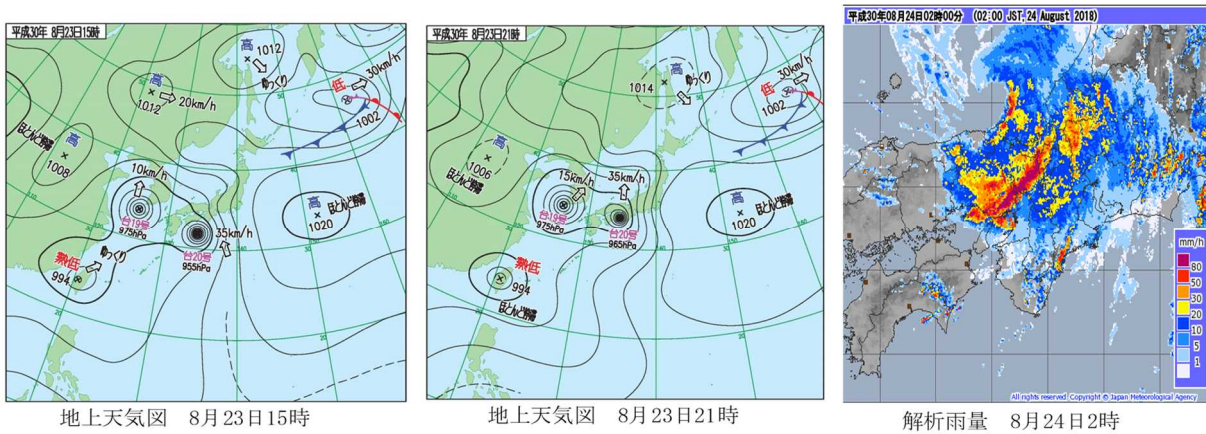 平成30年 8月23日15時
高
1012
ゆっくり
低
30km/h
1002
高
1012
20km/h
高
1008
ほとんど停滞
10km/h
台19号
975hPa
台20号
955hPa
35km/h
高
1020
ほとんど停滞
熱低
994
ゆっくり
地上天気図 8月23日15時
平成30年 8月23日21時
高
1014
ゆっくり
低
30km/h
1002
高
1006
ほとんど停滞
15km/h
台19号
975hPa
35km/h
台20号
965hPa
高
1020
ほとんど停滞
熱低
994
ほとんど停滞
地上天気図 8月23日21時
平成30年08月24日02時00分 (02:00 JST,24 August 2018)
mm/h
80
50
30
20
10
5
1
All rights reserved. Copyright © Japan Meteorological Agency
解析雨量 8月24日2時